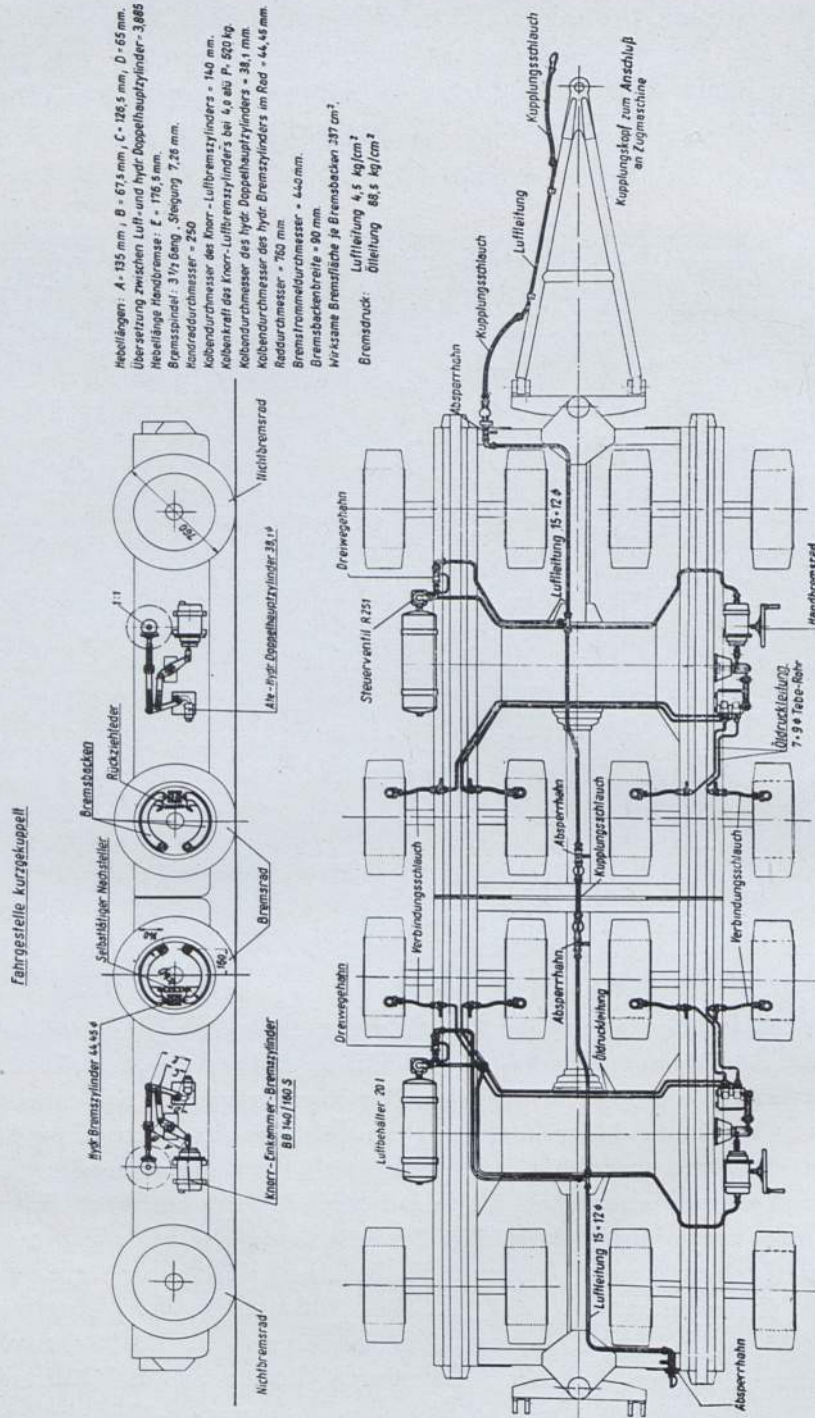 Fahrgestelle kurzgekuppelt
Hebellängen: A = 135 mm, B = 67,5 mm, C = 126,5 mm, D = 65 mm.
Übersetzung zwischen Luft- und hydr. Doppelhauptzylinder = 3,885
Hebellänge Handbremse: E = 176,5 mm.
Bremsspindel: 3 1/2 Gang, Steigung 7,26 mm.
Handraddurchmesser = 250
Kolbendurchmesser des Knorr-Luftbremszylinders = 140 mm.
Kolbenkraft des Knorr-Luftbremszylinders bei 4,0 atü P = 520 kg.
Kolbendurchmesser des hydr. Doppelhauptzylinders = 38,1 mm.
Kolbendurchmesser des hydr. Bremszylinders im Rad = 44,45 mm.
Raddurchmesser = 760 mm.
Bremstrommeldurchmesser = 440 mm.
Bremsbackenbreite = 90 mm.
Wirksame Bremsfläche je Bremsbacken 387 cm².
Bremsdruck: Luftleitung 4,5 kg/cm²
Ölleitung 88,5 kg/cm²
Hydr. Bremszylinder 44,45 ⌀
Selbsttätiger Nachsteller
Bremsbacken
Rückziehfeder
1:1
760
160
Nichtbremsrad
Knorr-Einkammer-Bremszylinder
BB 140/160 S
Bremsrad
Ate-Hydr. Doppelhauptzylinder 38,1⌀
Nichtbremsrad
Luftbehälter 20 l
Dreiwegehahn
Verbindungsschlauch
Steuerventil R251
Dreiwegehahn
Absperrhahn
Kupplungsschlauch
Luftleitung
Kupplungsschlauch
Kupplungskopf zum Anschluß
an Zugmaschine
Luftleitung 15×12⌀
Öldruckleitung
Absperrhahn
Kupplungsschlauch
Absperrhahn
Luftleitung 15×12⌀
Absperrhahn
Verbindungsschlauch
Öldruckleitung
7×9⌀ Tebe-Rohr
Handbremsrad